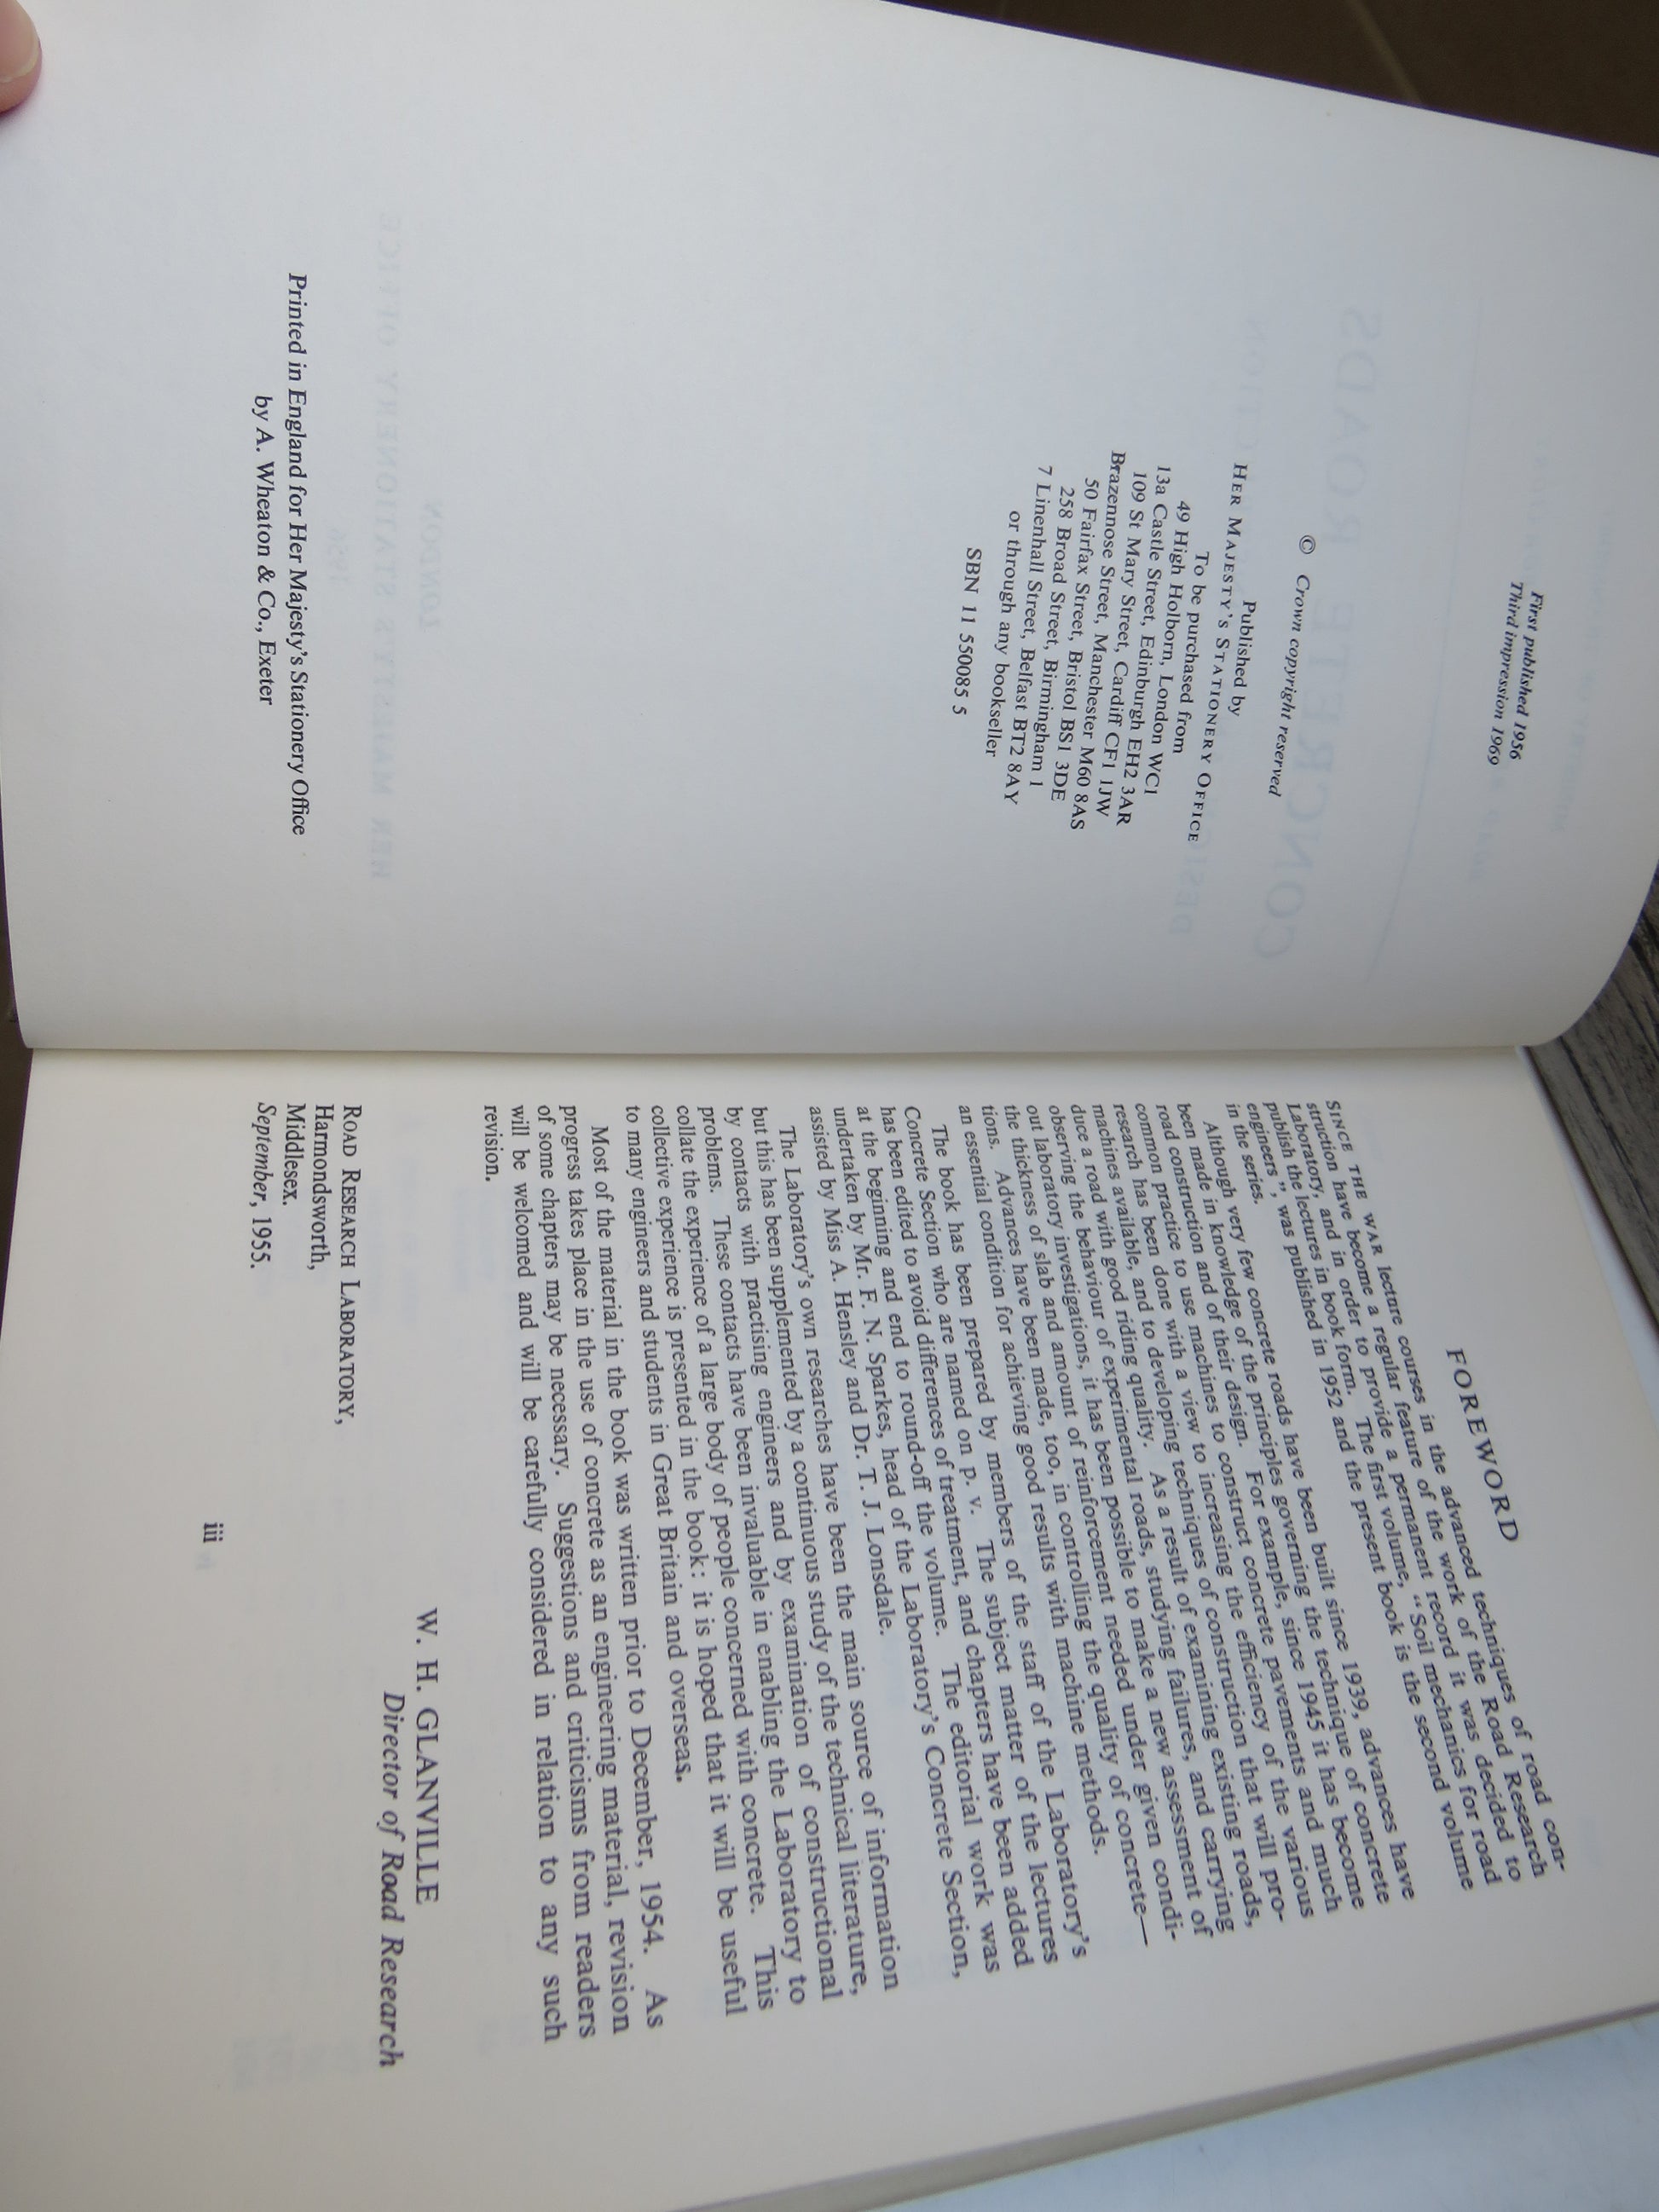 First published 1956
Third impression 1969
© Crown copyright reserved
Published by
HER MAJESTY'S STATIONERY OFFICE
To be purchased from
49 High Holborn, London WC1
13a Castle Street, Edinburgh EH2 3AR
109 St Mary Street, Cardiff CF1 1JW
Brazennose Street, Manchester M60 8AS
50 Fairfax Street, Bristol BS1 3DE
258 Broad Street, Birmingham 1
7 Linenhall Street, Belfast BT2 8AY
or through any bookseller
SBN 11 550085 5
Printed in England for Her Majesty's Stationery Office
by A. Wheaton & Co., Exeter
FOREWORD
SINCE THE WAR lecture courses in the advanced techniques of road con-
struction have become a regular feature of the work of the Road Research
Laboratory, and in order to provide a permanent record it was decided to
publish the lectures in book form. The first volume, "Soil mechanics for road
engineers", was published in 1952 and the present book is the second volume
in the series.
Although very few concrete roads have been built since 1939, advances have
been made in knowledge of the principles governing the technique of concrete
road construction and of their design. For example, since 1945 it has become
common practice to use machines to construct concrete pavements and much
research has been done with a view to increasing the efficiency of the various
machines available, and to developing techniques of construction that will pro-
duce a road with good riding quality. As a result of examining existing roads,
observing the behaviour of experimental roads, studying failures, and carrying
out laboratory investigations, it has been possible to make a new assessment of
the thickness of slab and amount of reinforcement needed under given condi-
tions. Advances have been made, too, in controlling the quality of concrete—
an essential condition for achieving good results with machine methods.
The book has been prepared by members of the staff of the Laboratory's
Concrete Section who are named on p. v. The subject matter of the lectures
has been edited to avoid differences of treatment, and chapters have been added
at the beginning and end to round-off the volume. The editorial work was
undertaken by Mr. F. N. Sparkes, head of the Laboratory's Concrete Section,
assisted by Miss A. Hensley and Dr. T. J. Lonsdale.
The Laboratory's own researches have been the main source of information
but this has been supplemented by a continuous study of the technical literature,
by contacts with practising engineers and by examination of constructional
problems. These contacts have been invaluable in enabling the Laboratory to
collate the experience of a large body of people concerned with concrete. This
collective experience is presented in the book: it is hoped that it will be useful
to many engineers and students in Great Britain and overseas.
Most of the material in the book was written prior to December, 1954. As
progress takes place in the use of concrete as an engineering material, revision
of some chapters may be necessary. Suggestions and criticisms from readers
will be welcomed and will be carefully considered in relation to any such
revision.
W. H. GLANVILLE
Director of Road Research
ROAD RESEARCH LABORATORY,
Harmondsworth,
Middlesex.
September, 1955.
iii